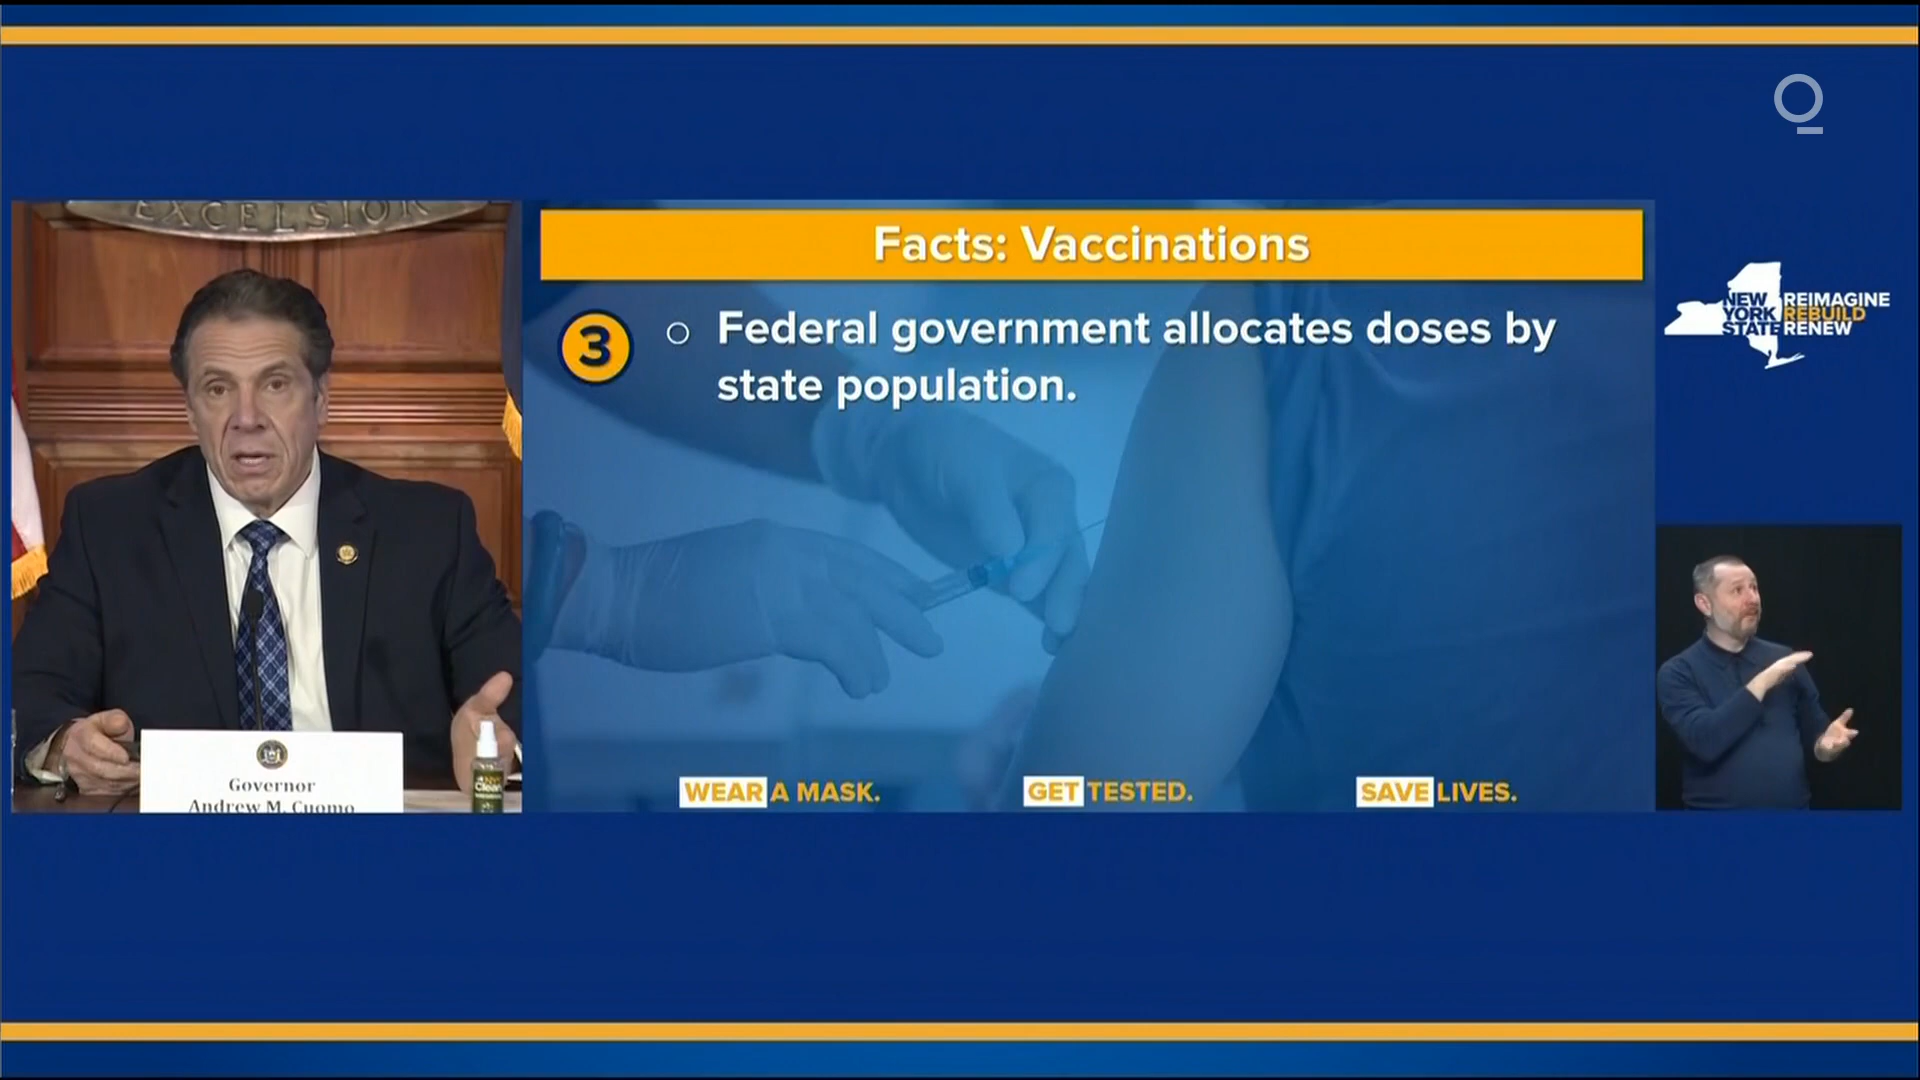 EXCELSIOR
Facts: Vaccinations
3
Federal government allocates doses by
state population.
NEW
YORK
STATE
REIMAGINE
REBUILD
RENEW
Governor
Andrew M. Cuomo
Clean
WEAR A MASK.
GET TESTED.
SAVE LIVES.